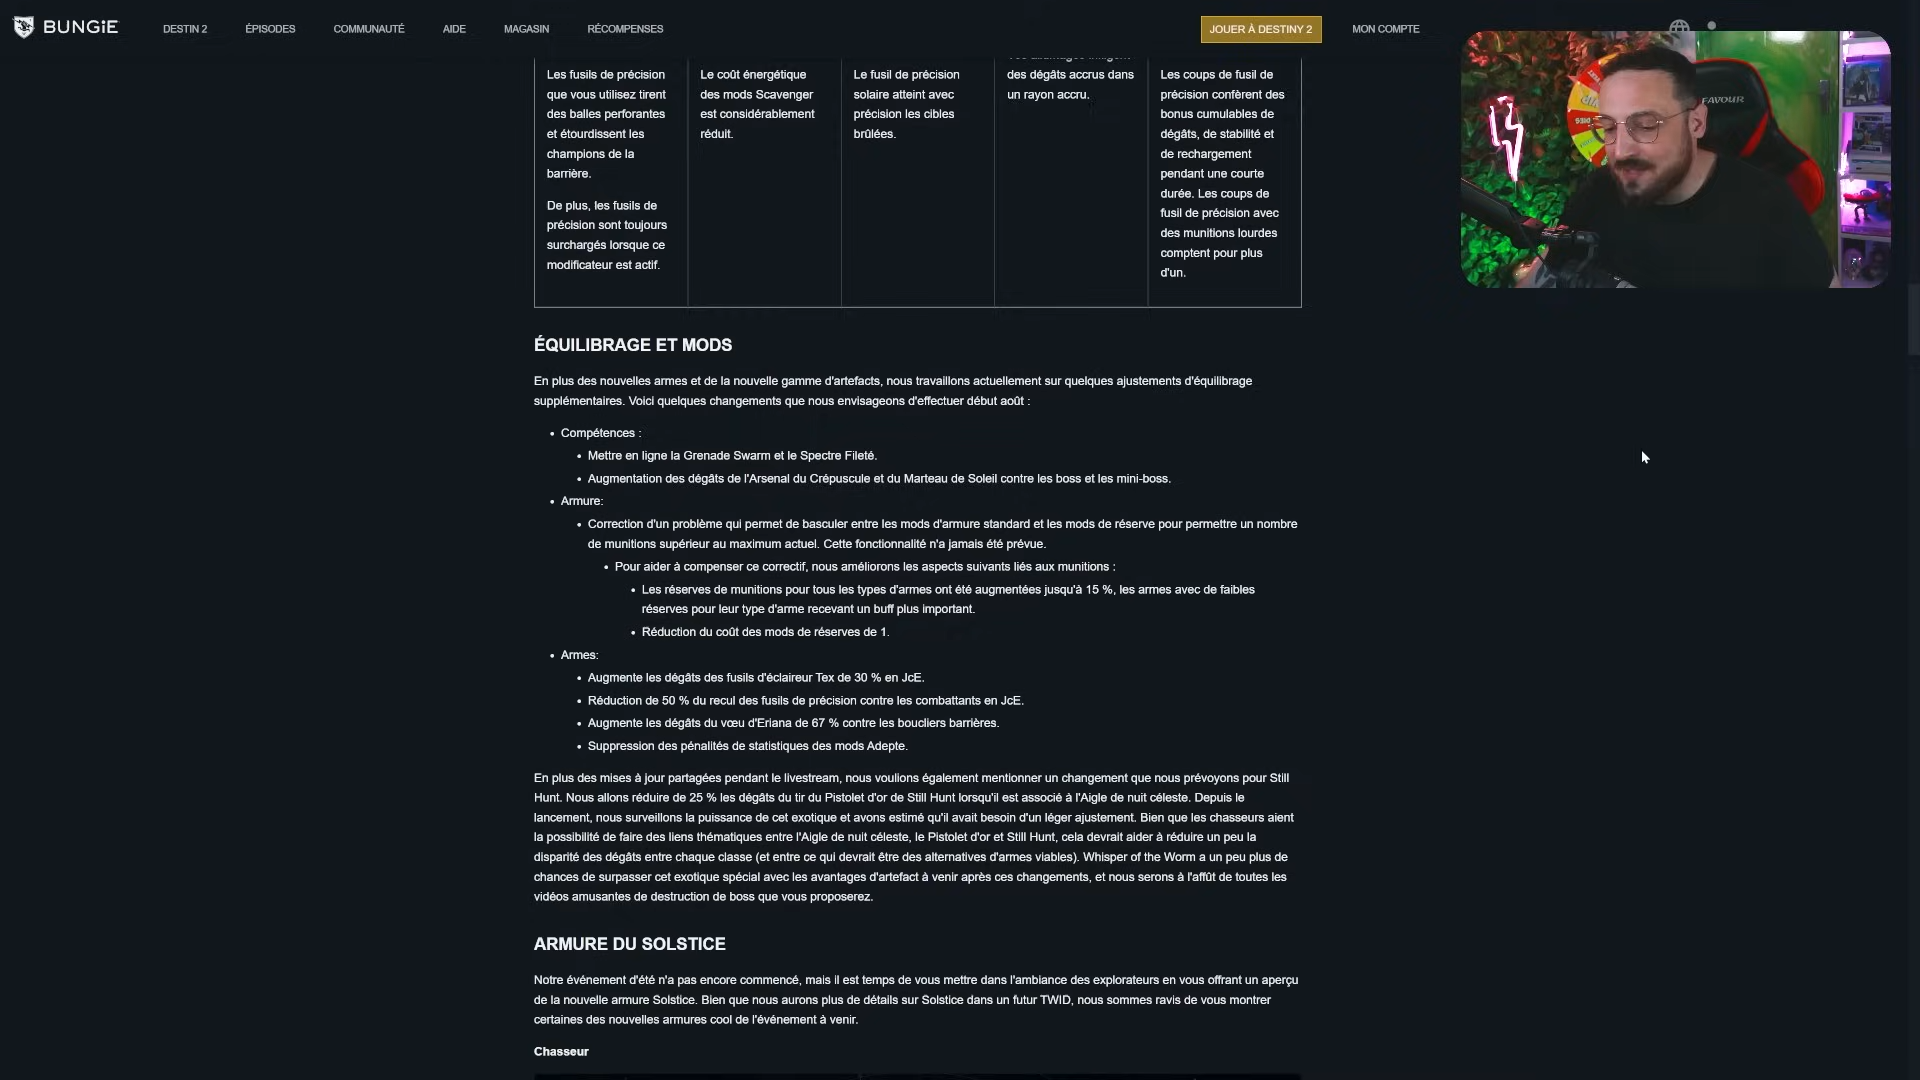 BUNGiE
DESTIN 2
ÉPISODES
COMMUNAUTÉ
AIDE
MAGASIN
RÉCOMPENSES
JOUER À DESTINY 2
MON COMPTE
Les fusils de précision
que vous utilisez tirent
des balles perforantes
et étourdissent les
champions de la
barrière.
De plus, les fusils de
précision sont toujours
surchargés lorsque ce
modificateur est actif.
Le coût énergétique
des mods Scavenger
est considérablement
réduit.
Le fusil de précision
solaire atteint avec
précision les cibles
brûlées.
des dégâts accrus dans
un rayon accru.
Les coups de fusil de
précision confèrent des
bonus cumulables de
dégâts, de stabilité et
de rechargement
pendant une courte
durée. Les coups de
fusil de précision avec
des munitions lourdes
comptent pour plus
d'un.
FAVOUR
ÉQUILIBRAGE ET MODS
En plus des nouvelles armes et de la nouvelle gamme d'artefacts, nous travaillons actuellement sur quelques ajustements d'équilibrage
supplémentaires. Voici quelques changements que nous envisageons d'effectuer début août :
• Compétences :
• Mettre en ligne la Grenade Swarm et le Spectre Fileté.
• Augmentation des dégâts de l'Arsenal du Crépuscule et du Marteau de Soleil contre les boss et les mini-boss.
• Armure:
• Correction d'un problème qui permet de basculer entre les mods d'armure standard et les mods de réserve pour permettre un nombre
de munitions supérieur au maximum actuel. Cette fonctionnalité n'a jamais été prévue.
• Pour aider à compenser ce correctif, nous améliorons les aspects suivants liés aux munitions :
• Les réserves de munitions pour tous les types d'armes ont été augmentées jusqu'à 15 %, les armes avec de faibles
réserves pour leur type d'arme recevant un buff plus important.
• Réduction du coût des mods de réserves de 1.
• Armes:
• Augmente les dégâts des fusils d'éclaireur Tex de 30 % en JcE.
• Réduction de 50 % du recul des fusils de précision contre les combattants en JcE.
• Augmente les dégâts du vœu d'Eriana de 67 % contre les boucliers barrières.
• Suppression des pénalités de statistiques des mods Adepte.
En plus des mises à jour partagées pendant le livestream, nous voulions également mentionner un changement que nous prévoyons pour Still
Hunt. Nous allons réduire de 25 % les dégâts du tir du Pistolet d'or de Still Hunt lorsqu'il est associé à l'Aigle de nuit céleste. Depuis le
lancement, nous surveillons la puissance de cet exotique et avons estimé qu'il avait besoin d'un léger ajustement. Bien que les chasseurs aient
la possibilité de faire des liens thématiques entre l'Aigle de nuit céleste, le Pistolet d'or et Still Hunt, cela devrait aider à réduire un peu la
disparité des dégâts entre chaque classe (et entre ce qui devrait être des alternatives d'armes viables). Whisper of the Worm a un peu plus de
chances de surpasser cet exotique spécial avec les avantages d'artefact à venir après ces changements, et nous serons à l'affût de toutes les
vidéos amusantes de destruction de boss que vous proposerez.
ARMURE DU SOLSTICE
Notre événement d'été n'a pas encore commencé, mais il est temps de vous mettre dans l'ambiance des explorateurs en vous offrant un aperçu
de la nouvelle armure Solstice. Bien que nous aurons plus de détails sur Solstice dans un futur TWID, nous sommes ravis de vous montrer
certaines des nouvelles armures cool de l'événement à venir.
Chasseur